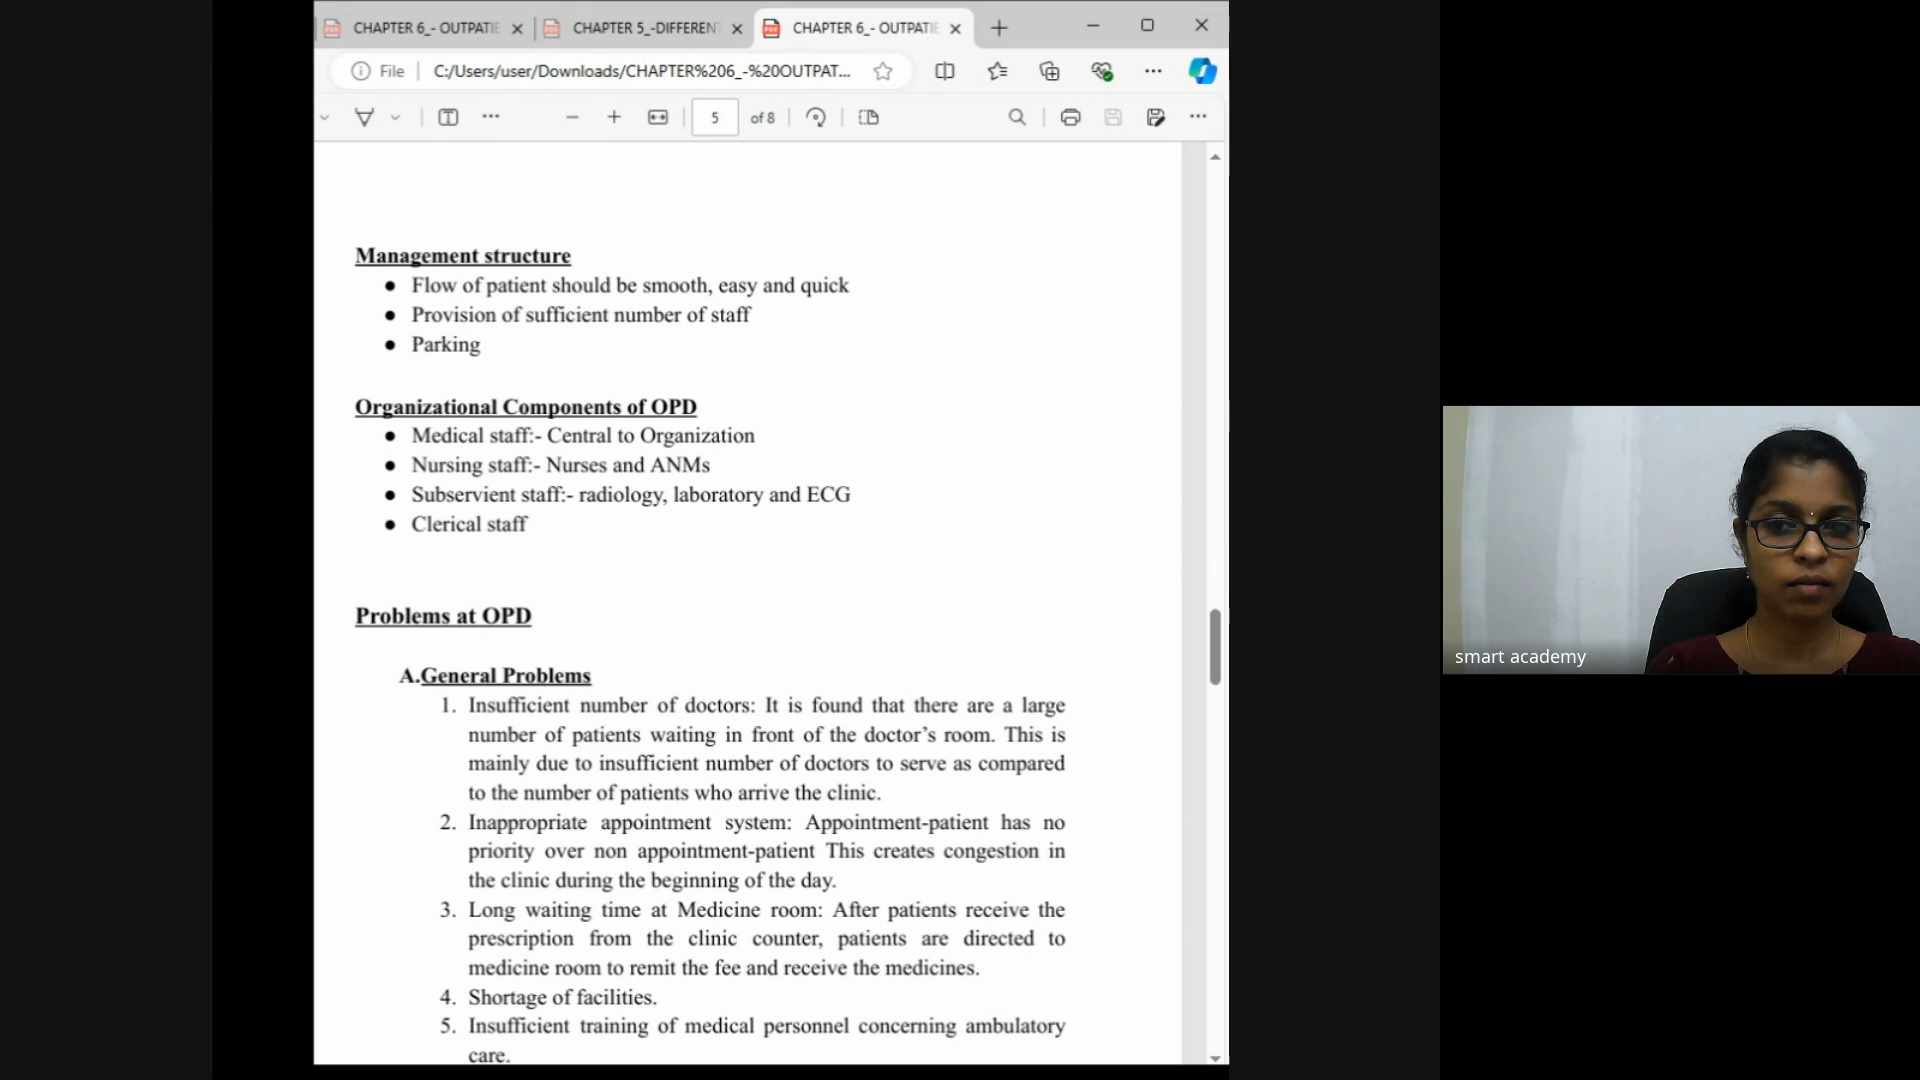 CHAPTER 6_- OUTPATIE
CHAPTER 5_-DIFFERENT
CHAPTER 6_- OUTPATIE
File
C:/Users/user/Downloads/CHAPTER%206_-%20OUTPAT...
5 of 8
Management structure
● Flow of patient should be smooth, easy and quick
● Provision of sufficient number of staff
● Parking
Organizational Components of OPD
● Medical staff:- Central to Organization
● Nursing staff:- Nurses and ANMs
● Subservient staff:- radiology, laboratory and ECG
● Clerical staff
Problems at OPD
A.General Problems
1. Insufficient number of doctors: It is found that there are a large
number of patients waiting in front of the doctor’s room. This is
mainly due to insufficient number of doctors to serve as compared
to the number of patients who arrive the clinic.
2. Inappropriate appointment system: Appointment-patient has no
priority over non appointment-patient This creates congestion in
the clinic during the beginning of the day.
3. Long waiting time at Medicine room: After patients receive the
prescription from the clinic counter, patients are directed to
medicine room to remit the fee and receive the medicines.
4. Shortage of facilities.
5. Insufficient training of medical personnel concerning ambulatory
care.
smart academy